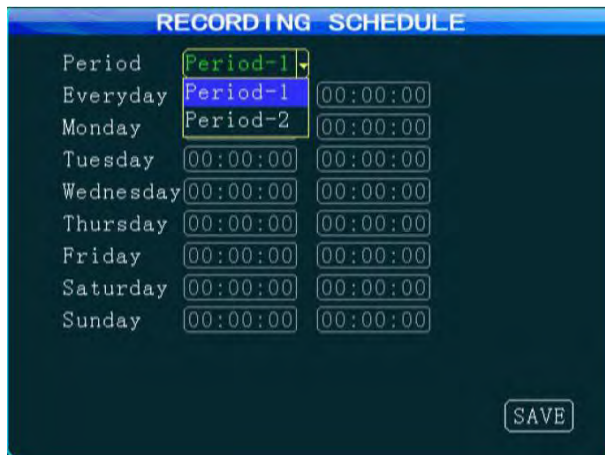 RECORDING SCHEDULE
Period Period-1
Everyday Period-1 00:00:00
Monday Period-2 00:00:00
Tuesday 00:00:00 00:00:00
Wednesday 00:00:00 00:00:00
Thursday 00:00:00 00:00:00
Friday 00:00:00 00:00:00
Saturday 00:00:00 00:00:00
Sunday 00:00:00 00:00:00
SAVE